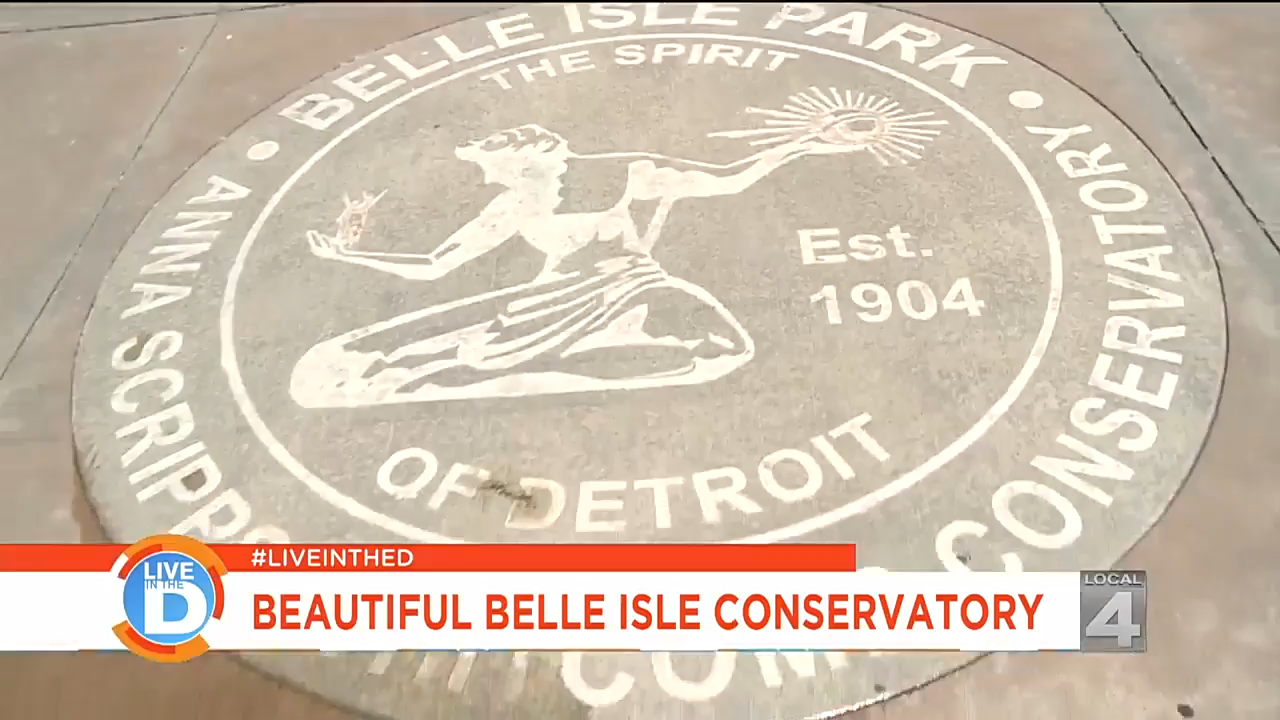 BELLE ISLE PARK
THE SPIRIT
Est.
1904
OF DETROIT
ANNA SCRIPPS
CONSERVATORY
#LIVEINTHED
LIVE
IN THE
D
BEAUTIFUL BELLE ISLE CONSERVATORY
LOCAL
4